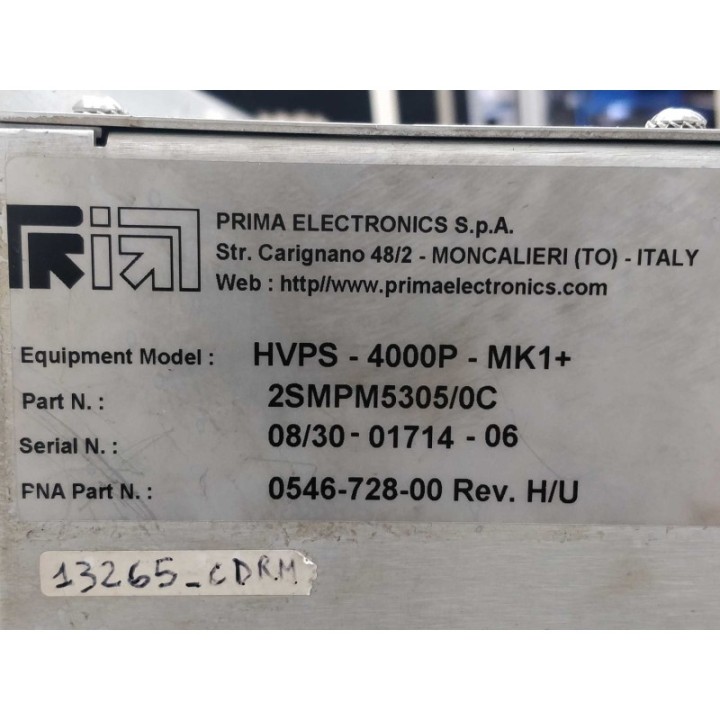 PRIMA ELECTRONICS S.p.A.
Str. Carignano 48/2 - MONCALIERI (TO) - ITALY
Web : http//www.primaelectronics.com
Equipment Model : HVPS - 4000P - MK1+
Part N. : 2SMPM5305/0C
Serial N. : 08/30-01714-06
PNA Part N. : 0546-728-00 Rev. H/U
13265_CDRM